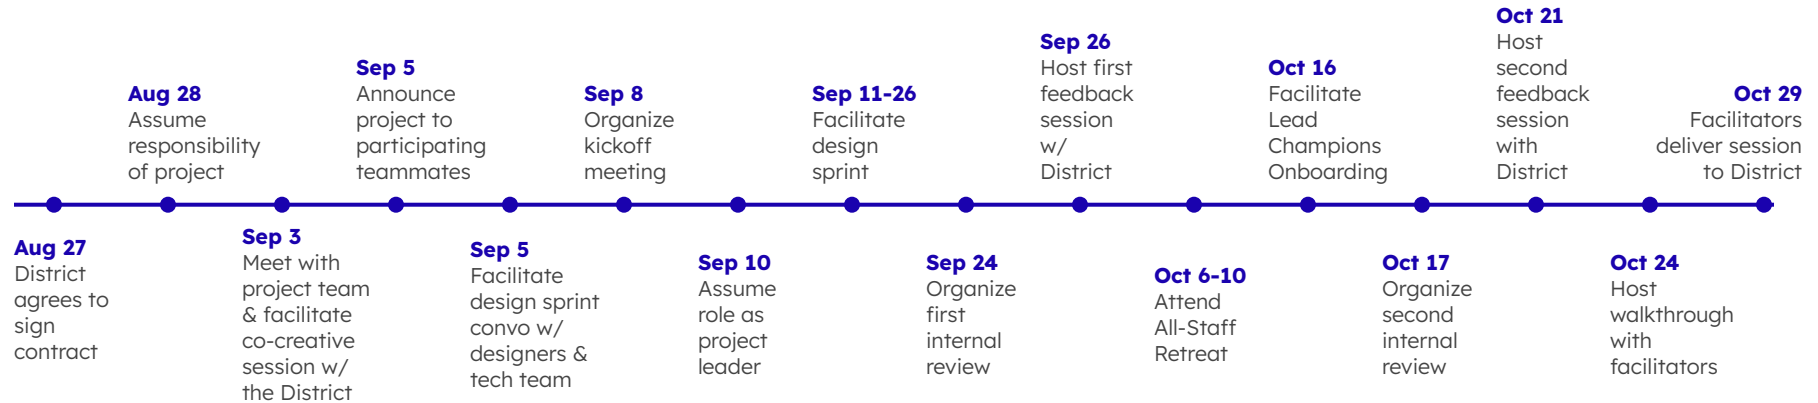 Aug 27
District
agrees to
sign
contract
Aug 28
Assume
responsibility
of project
Sep 3
Meet with
project team
& facilitate
co-creative
session w/
the District
Sep 5
Announce
project to
participating
teammates
Sep 5
Facilitate
design sprint
convo w/
designers &
tech team
Sep 8
Organize
kickoff
meeting
Sep 10
Assume
role as
project
leader
Sep 11-26
Facilitate
design
sprint
Sep 24
Organize
first
internal
review
Sep 26
Host first
feedback
session
w/
District
Oct 6-10
Attend
All-Staff
Retreat
Oct 16
Facilitate
Lead
Champions
Onboarding
Oct 17
Organize
second
internal
review
Oct 21
Host
second
feedback
session
with
District
Oct 24
Host
walkthrough
with
facilitators
Oct 29
Facilitators
deliver session
to District